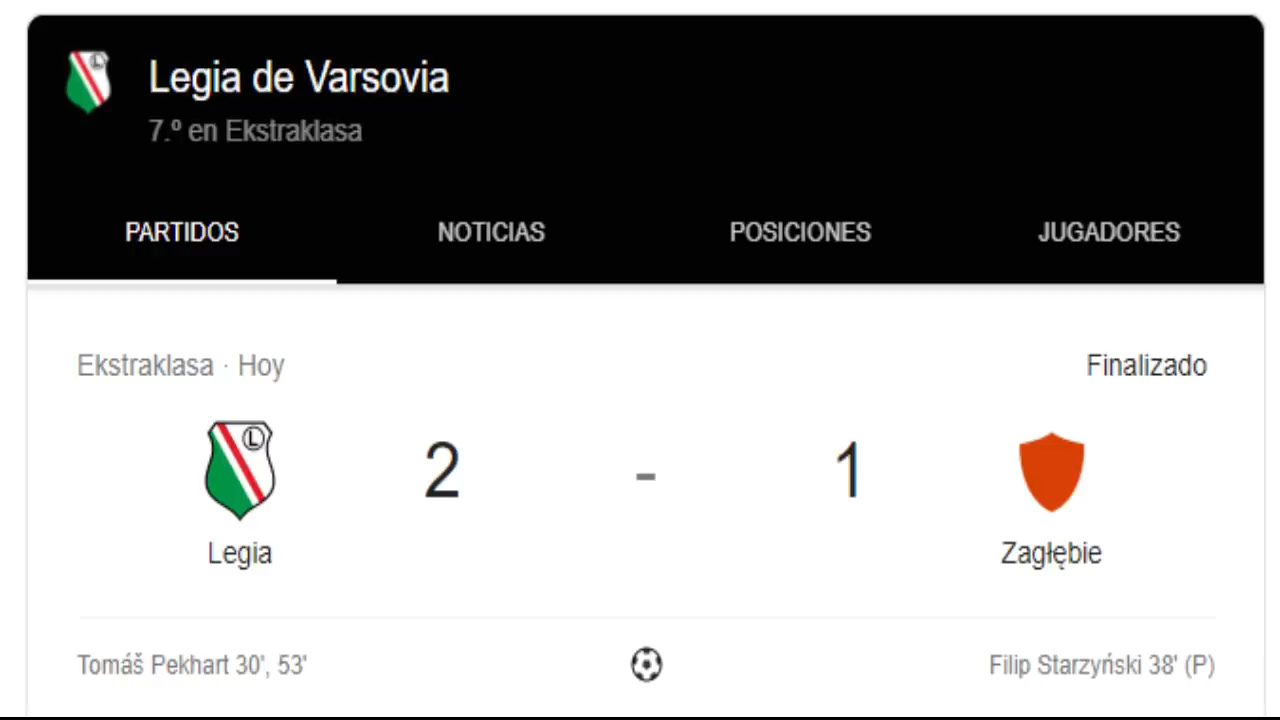 Legia de Varsovia
7.º en Ekstraklasa
PARTIDOS NOTICIAS POSICIONES JUGADORES
Ekstraklasa · Hoy Finalizado
L
2 - 1
Legia Zagłębie
Tomáš Pekhart 30', 53' Filip Starzyński 38' (P)